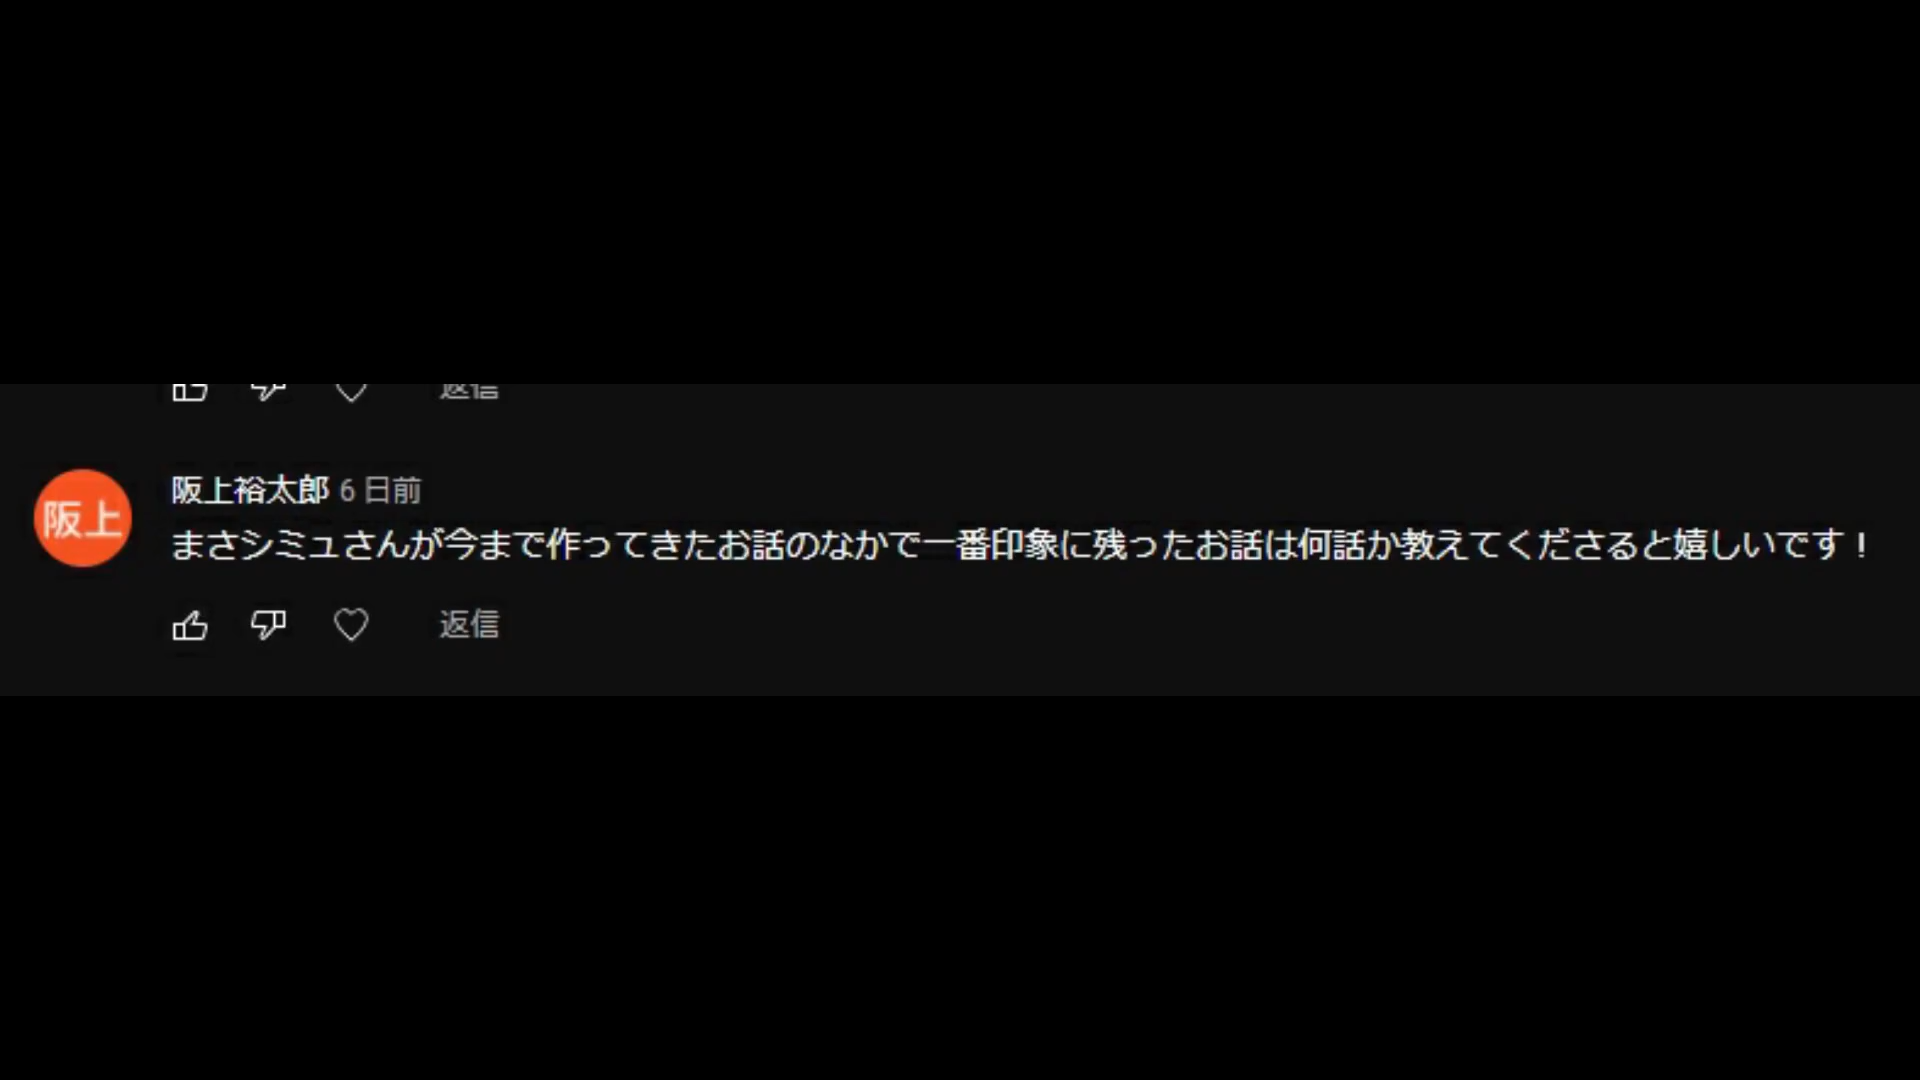 返信
阪上
阪上裕太郎 6 日前
まさシミュさんが今まで作ってきたお話のなかで一番印象に残ったお話は何話か教えてくださると嬉しいです！
返信